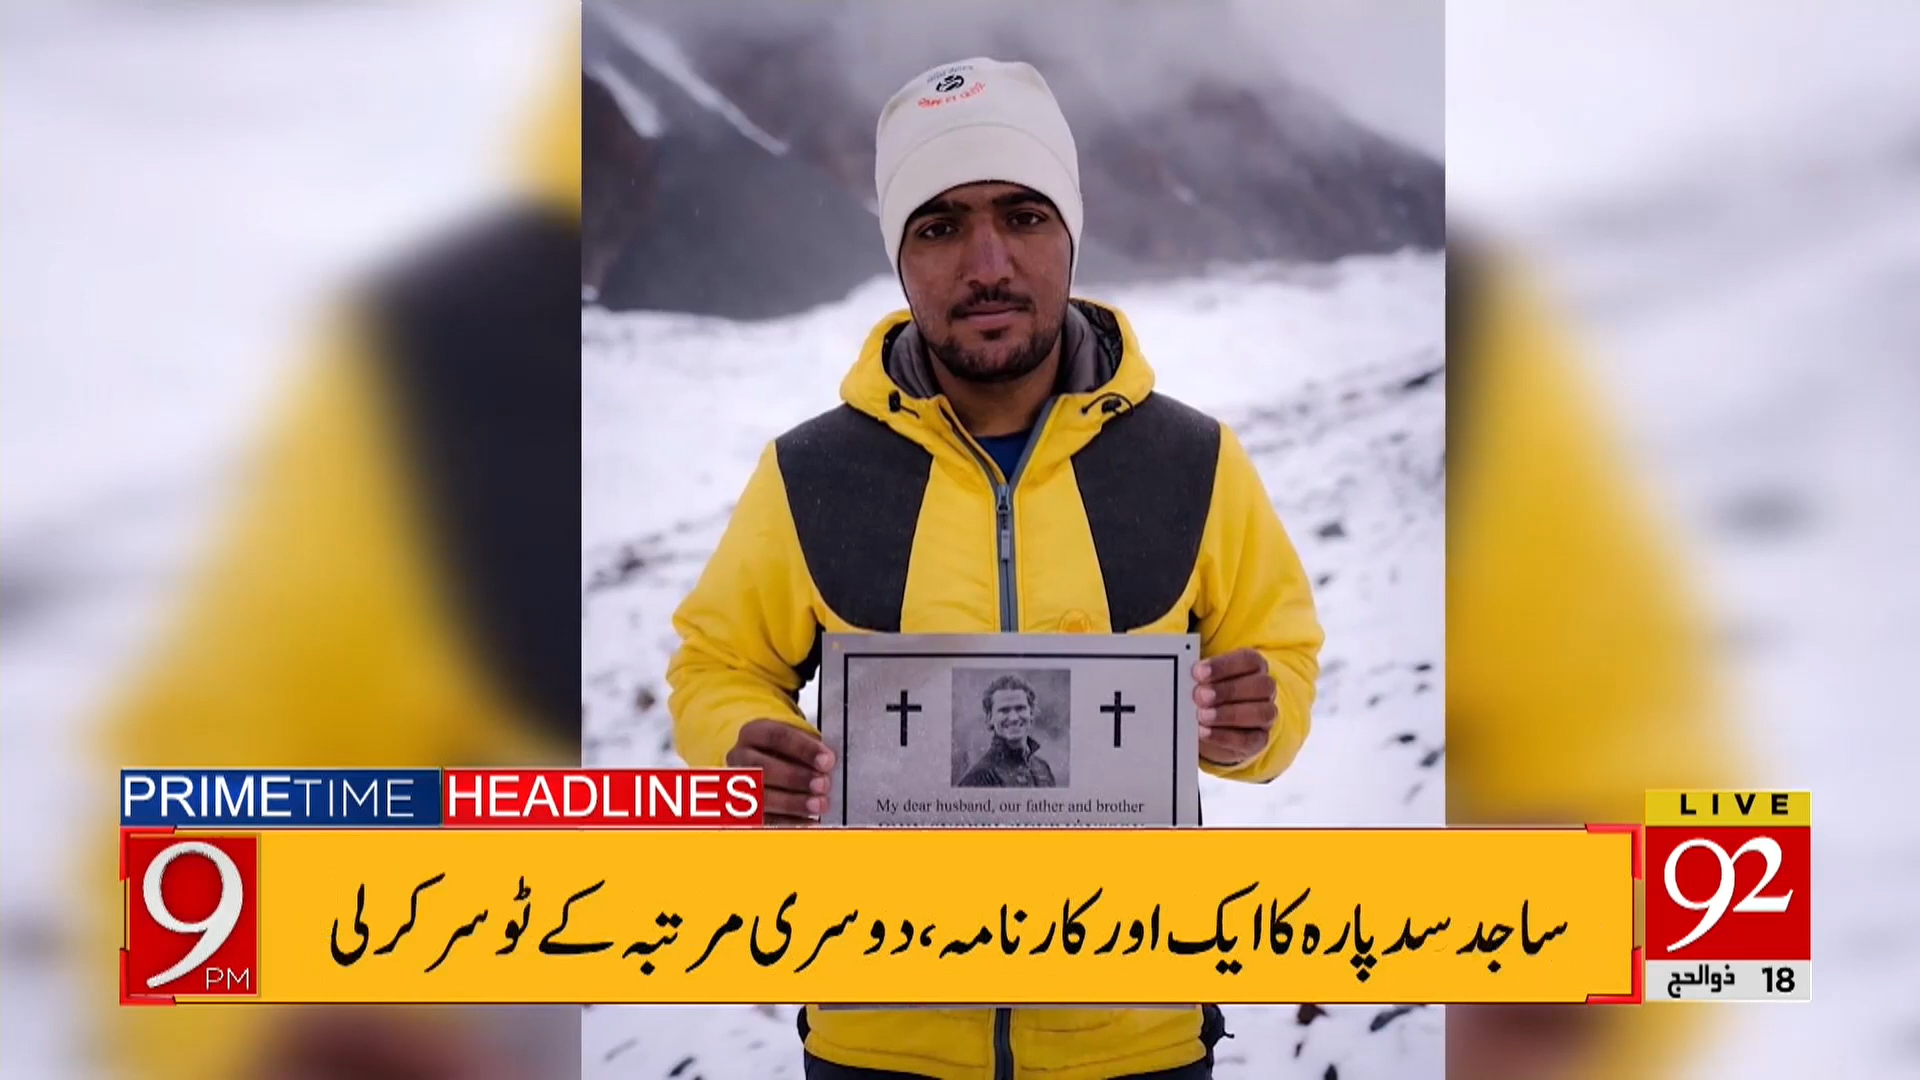 My dear husband, our father and brother
PRIMETIME HEADLINES
9 PM
ساجد سدپارہ کا ایک اور کارنامہ، دوسری مرتبہ کے ٹو سر کرلی
LIVE
92
18 ذوالحج